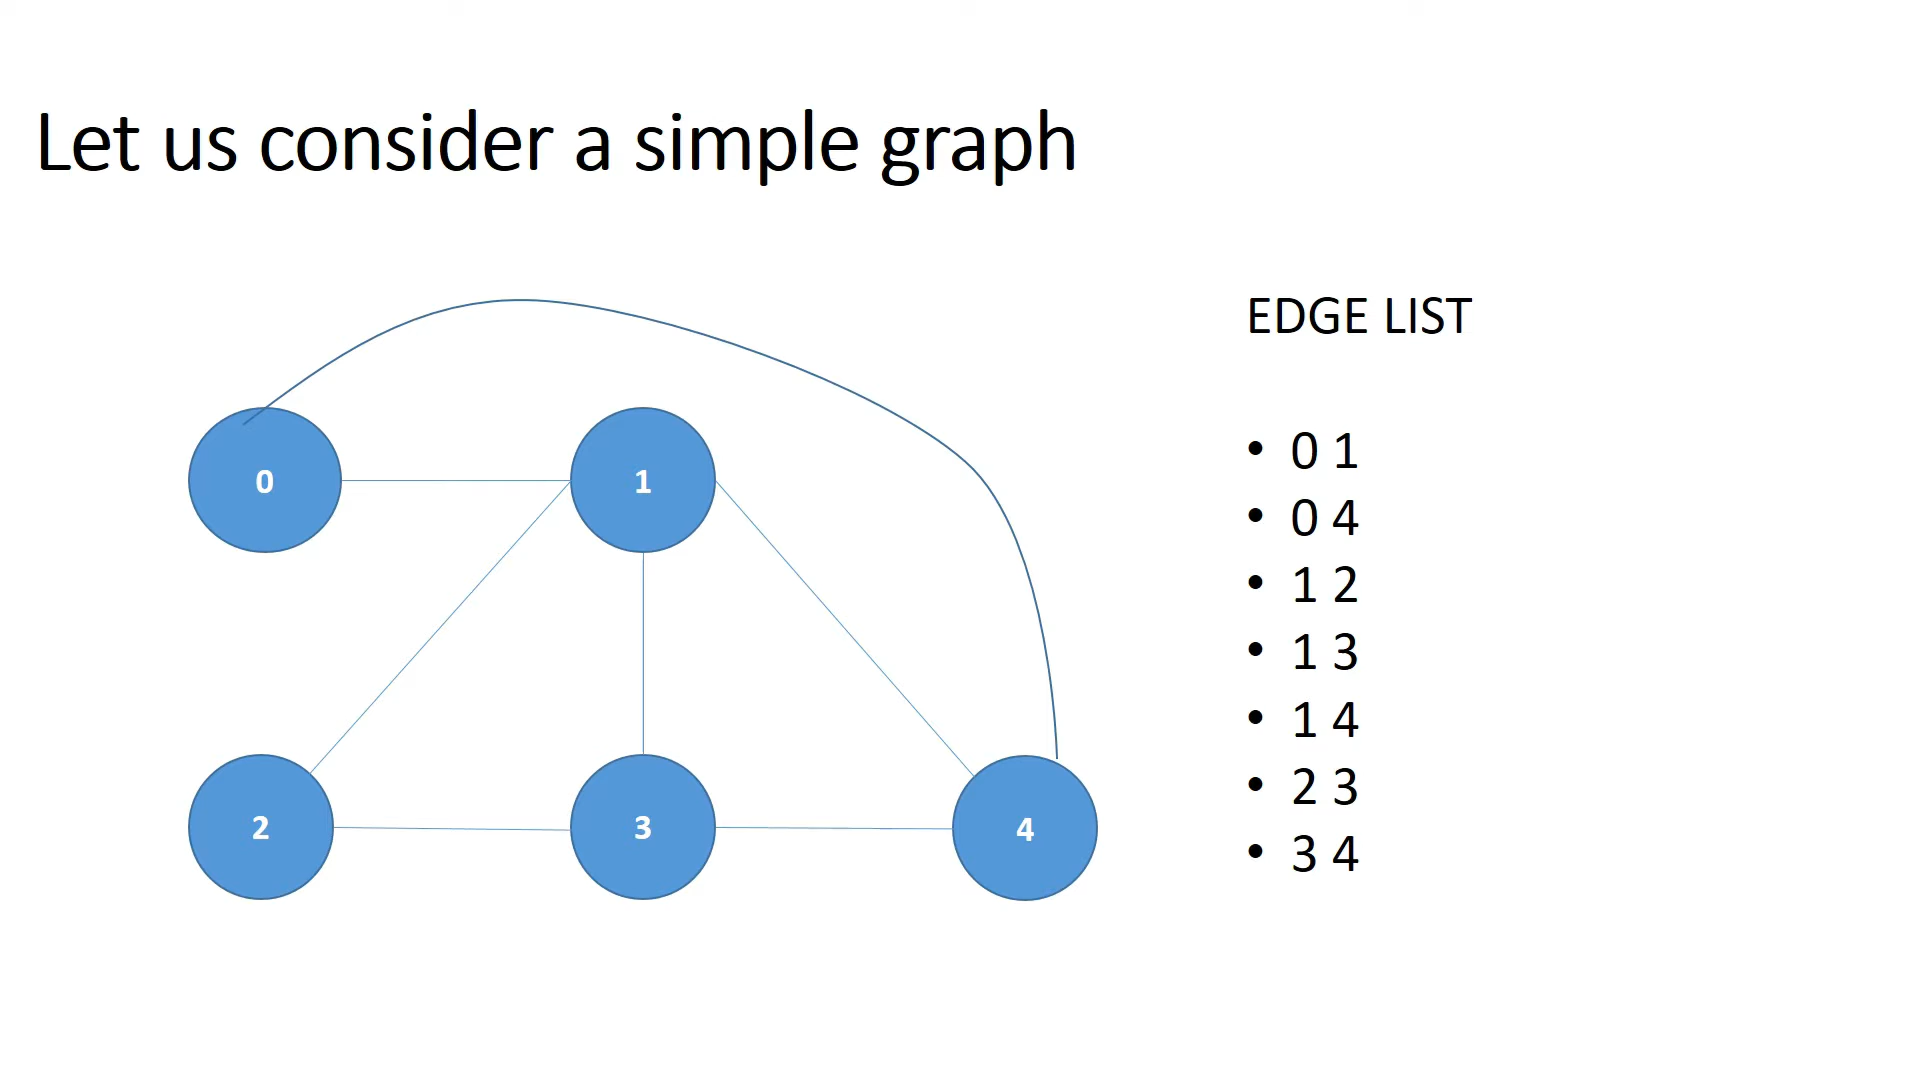 Let us consider a simple graph
EDGE LIST
0
1
2
3
4
• 0 1
• 0 4
• 1 2
• 1 3
• 1 4
• 2 3
• 3 4